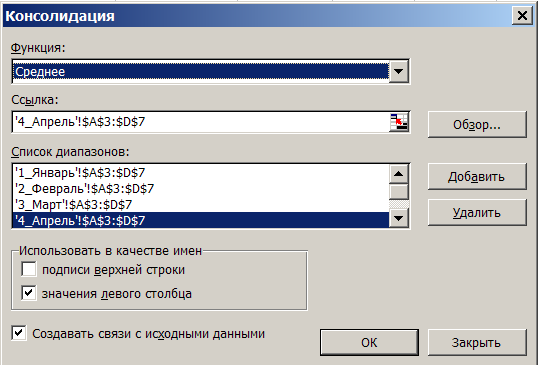 Консолидация
Функция:
Среднее
Ссылка:
'4_Апрель'!$A$3:$D$7
Обзор...
Список диапазонов:
'1_Январь'!$A$3:$D$7
'2_Февраль'!$A$3:$D$7
'3_Март'!$A$3:$D$7
'4_Апрель'!$A$3:$D$7
Добавить
Удалить
Использовать в качестве имен
подписи верхней строки
значения левого столбца
Создавать связи с исходными данными
ОК
Закрыть